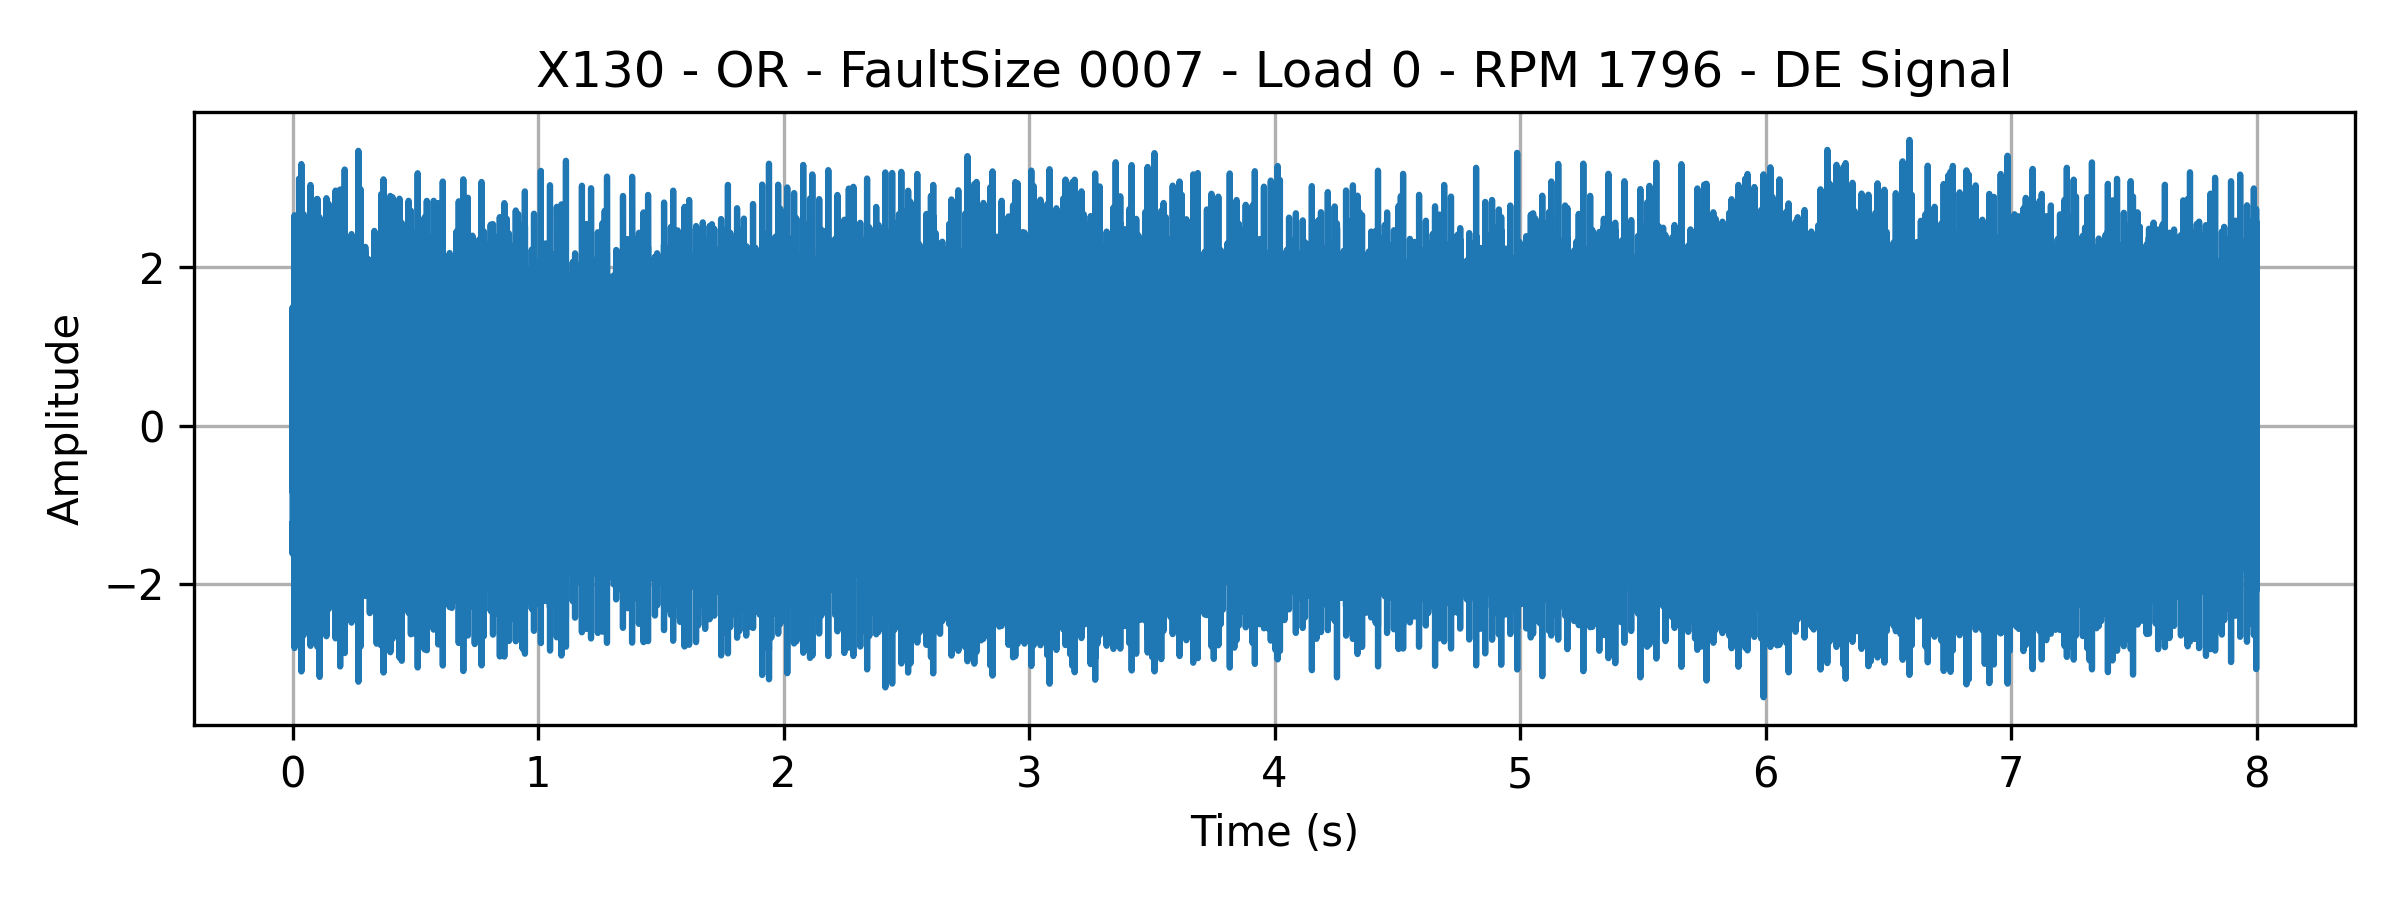 X130 - OR - FaultSize 0007 - Load 0 - RPM 1796 - DE Signal
Amplitude
2
0
−2
0 1 2 3 4 5 6 7 8
Time (s)